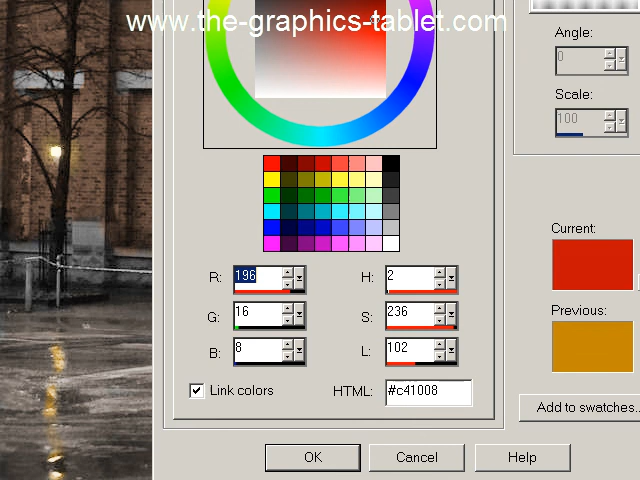 www.the-graphics-tablet.com
Angle:
0
Scale:
100
Current:
R: 196 H: 2
G: 16 S: 236
Previous:
B: 8 L: 102
Link colors HTML: #c41008
Add to swatches..
OK Cancel Help